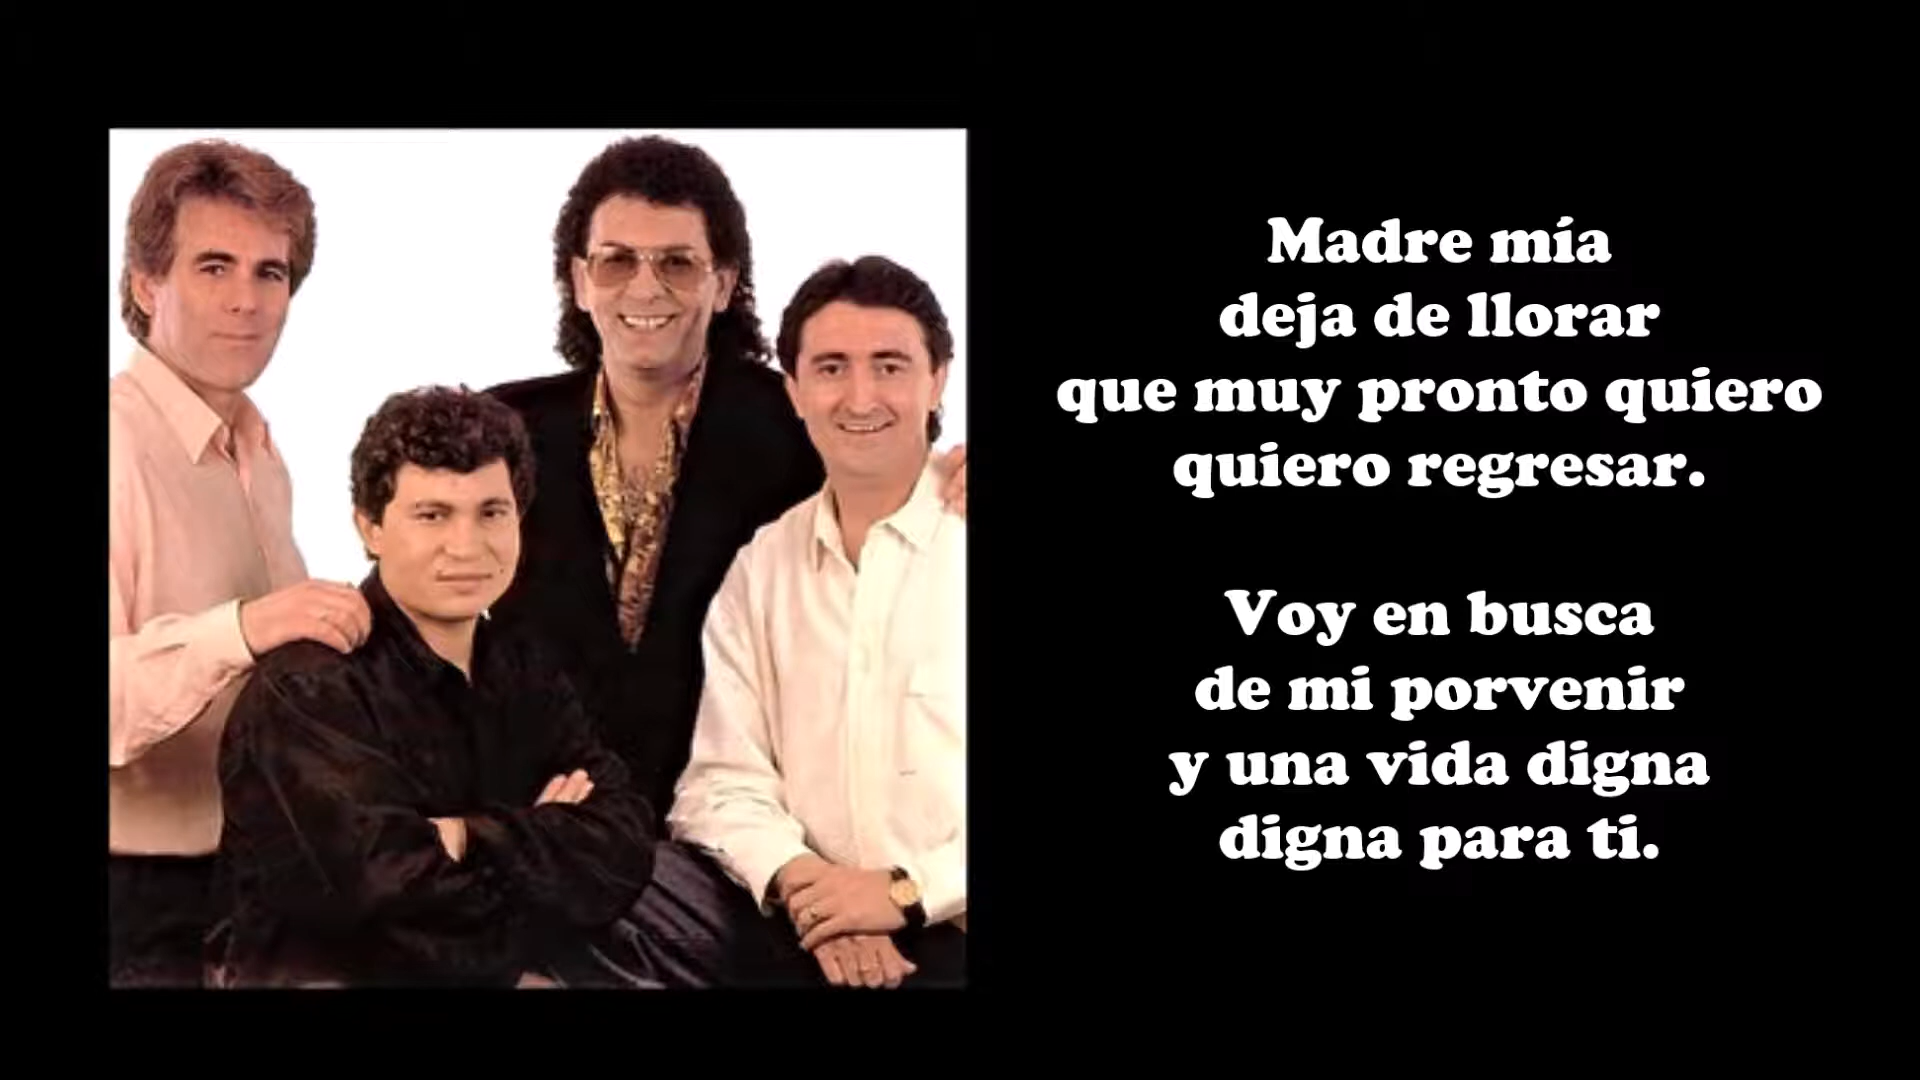 Madre mía
deja de llorar
que muy pronto quiero
quiero regresar.
Voy en busca
de mi porvenir
y una vida digna
digna para ti.